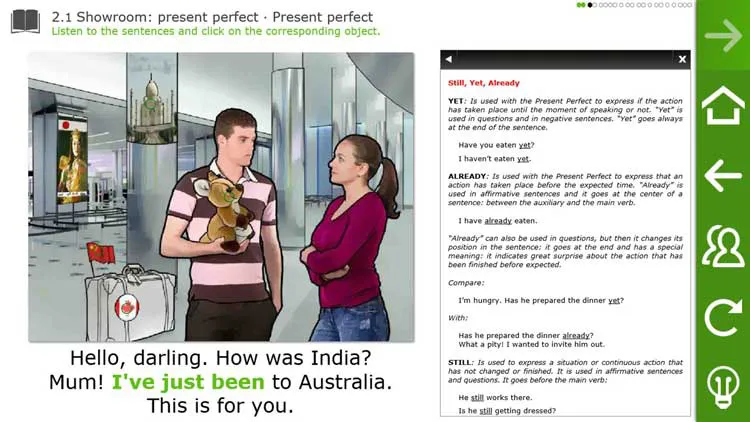 2.1 Showroom: present perfect · Present perfect
Listen to the sentences and click on the corresponding object.
Hello, darling. How was India?
Mum! I've just been to Australia.
This is for you.
Still, Yet, Already
YET: Is used with the Present Perfect to express if the action
has taken place until the moment of speaking or not. "Yet" is
used in questions and in negative sentences. "Yet" goes always
at the end of the sentence.
Have you eaten yet?
I haven't eaten yet.
ALREADY: Is used with the Present Perfect to express that an
action has taken place before the expected time. "Already" is
used in affirmative sentences and it goes at the center of a
sentence: between the auxiliary and the main verb.
I have already eaten.
"Already" can also be used in questions, but then it changes its
position in the sentence: it goes at the end and has a special
meaning: it indicates great surprise about the action that has
been finished before expected.
Compare:
I'm hungry. Has he prepared the dinner yet?
With:
Has he prepared the dinner already?
What a pity! I wanted to invite him out.
STILL: Is used to express a situation or continuous action that
has not changed or finished. It is used in affirmative sentences
and questions. It goes before the main verb:
He still works there.
Is he still getting dressed?